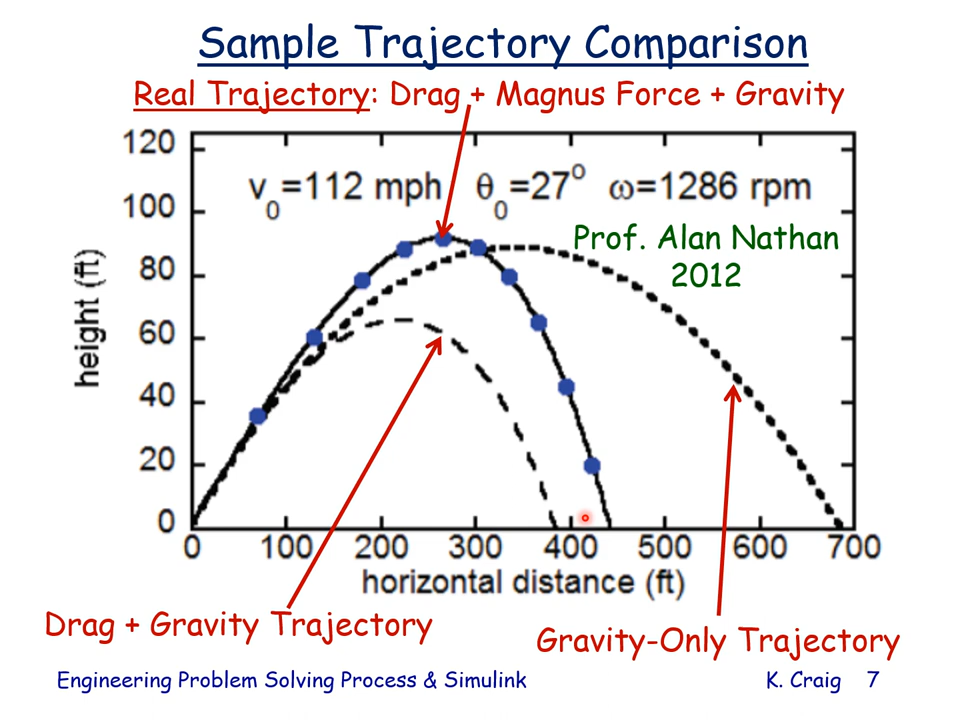 Sample Trajectory Comparison
Real Trajectory: Drag + Magnus Force + Gravity
v0=112 mph θ0=27° ω=1286 rpm
Prof. Alan Nathan
2012
height (ft)
120
100
80
60
40
20
0
0 100 200 300 400 500 600 700
horizontal distance (ft)
Drag + Gravity Trajectory
Gravity-Only Trajectory
Engineering Problem Solving Process & Simulink K. Craig 7